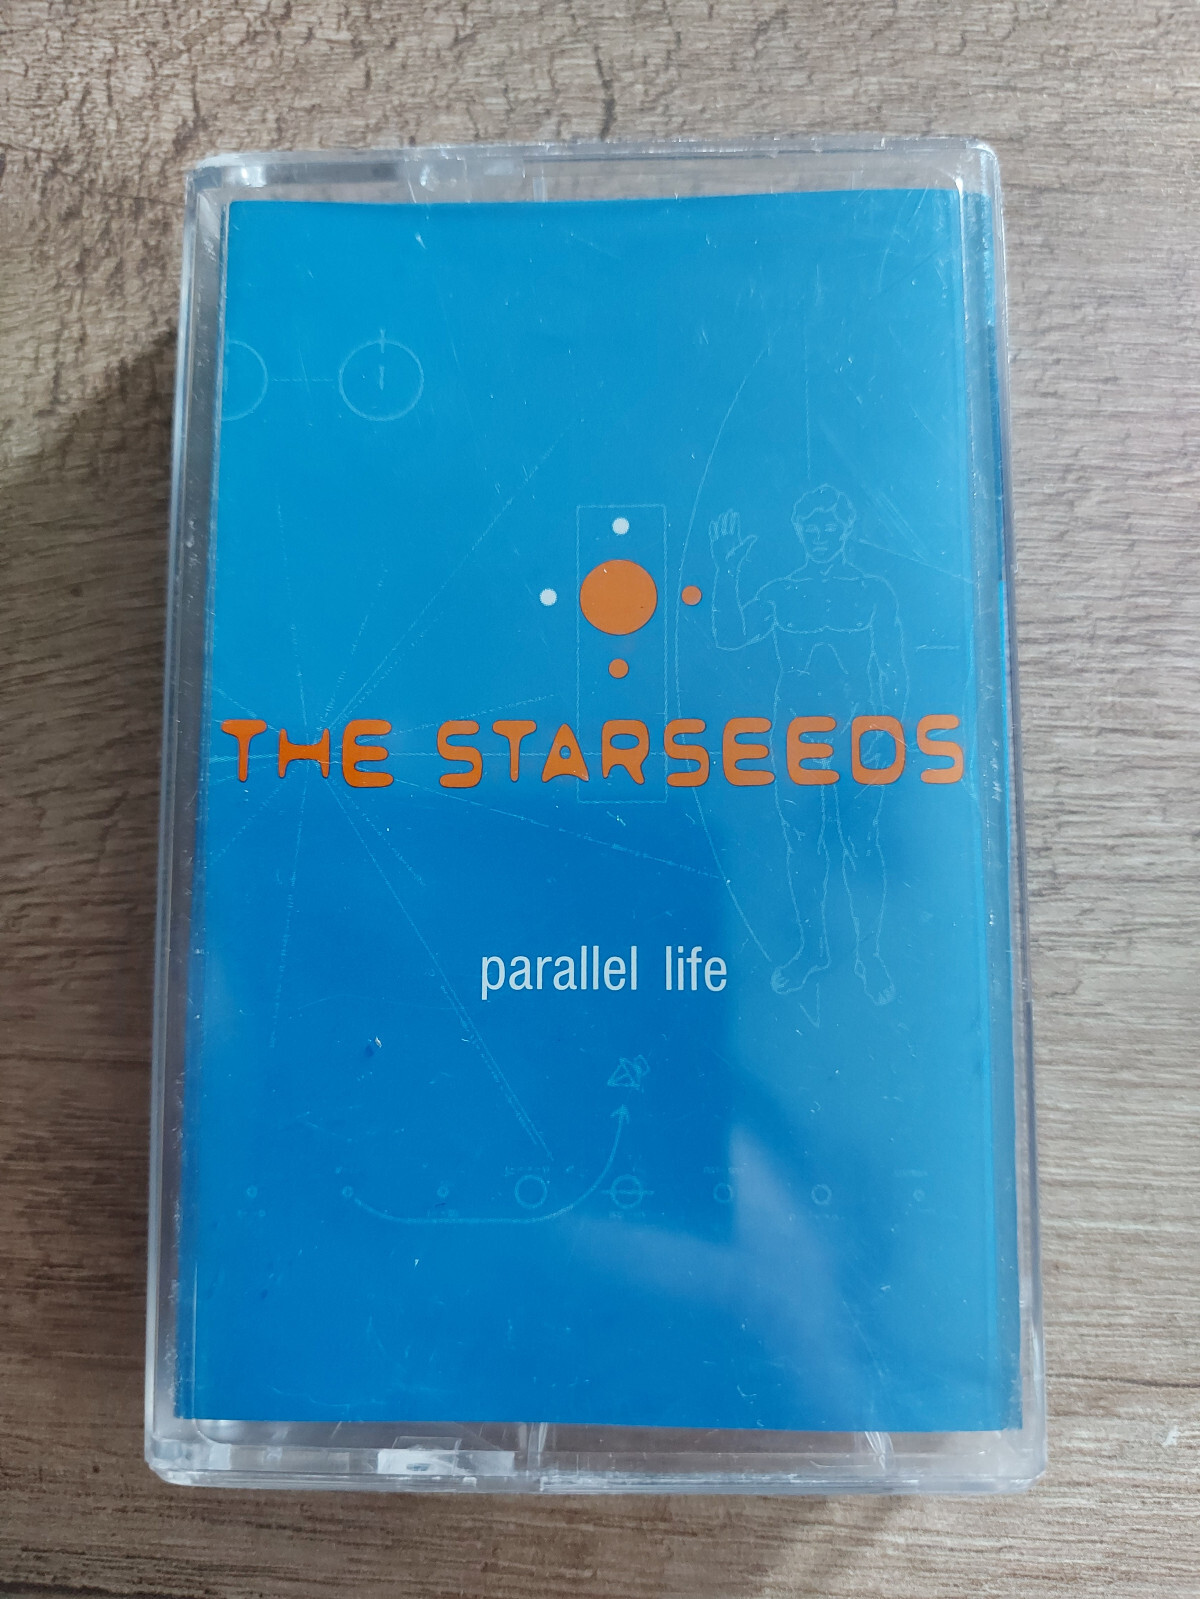 THE STARSEEDS
parallel life